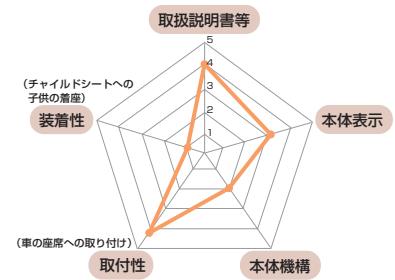 取扱説明書等
5
4
3
2
1
（チャイルドシートへの
子供の着座）
装着性
本体表示
（車の座席への取り付け）
取付性
本体機構